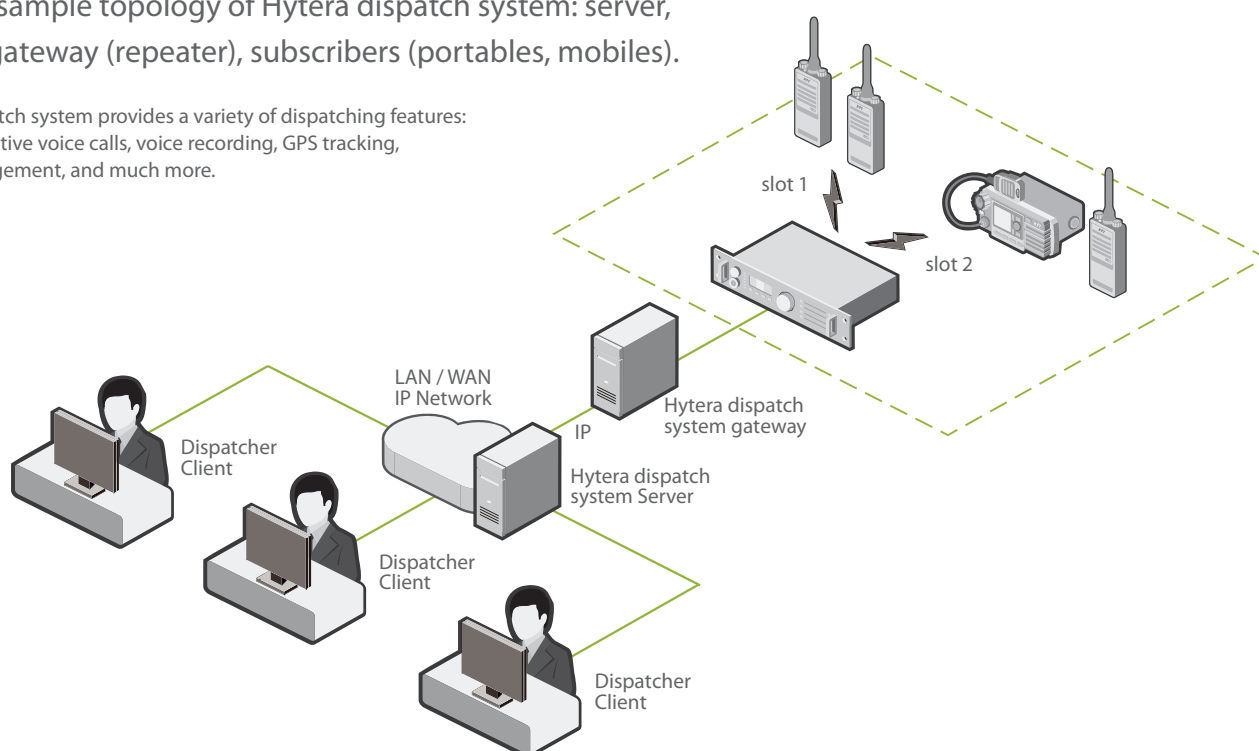 sample topology of Hytera dispatch system: server,
gateway (repeater), subscribers (portables, mobiles).
tch system provides a variety of dispatching features:
tive voice calls, voice recording, GPS tracking,
gement, and much more.
slot 1
slot 2
LAN / WAN
IP Network
IP
Hytera dispatch
system gateway
Hytera dispatch
system Server
Dispatcher
Client
Dispatcher
Client
Dispatcher
Client